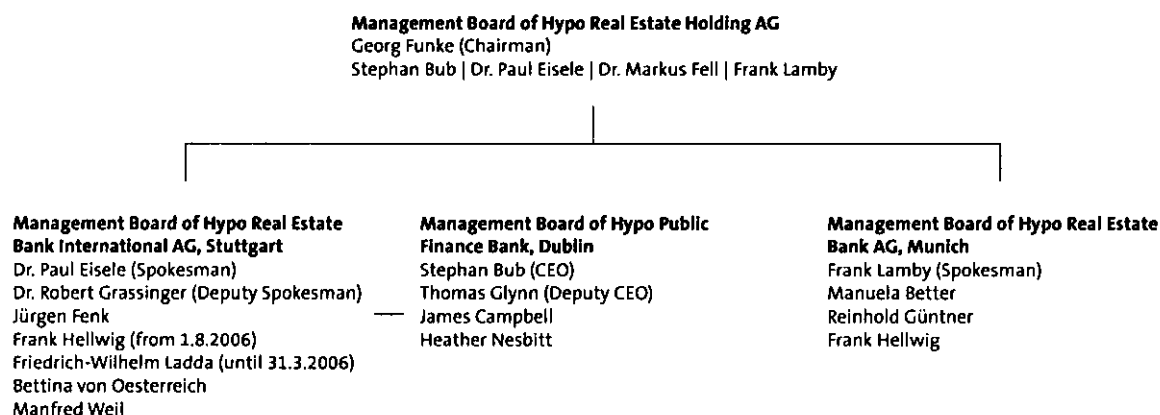 Management Board of Hypo Real Estate Holding AG
Georg Funke (Chairman)
Stephan Bub | Dr. Paul Eisele | Dr. Markus Fell | Frank Lamby
Management Board of Hypo Real Estate
Bank International AG, Stuttgart
Dr. Paul Eisele (Spokesman)
Dr. Robert Grassinger (Deputy Spokesman)
Jürgen Fenk
Frank Hellwig (from 1.8.2006)
Friedrich-Wilhelm Ladda (until 31.3.2006)
Bettina von Oesterreich
Manfred Weil
Management Board of Hypo Public
Finance Bank, Dublin
Stephan Bub (CEO)
Thomas Glynn (Deputy CEO)
James Campbell
Heather Nesbitt
Management Board of Hypo Real Estate
Bank AG, Munich
Frank Lamby (Spokesman)
Manuela Better
Reinhold Güntner
Frank Hellwig